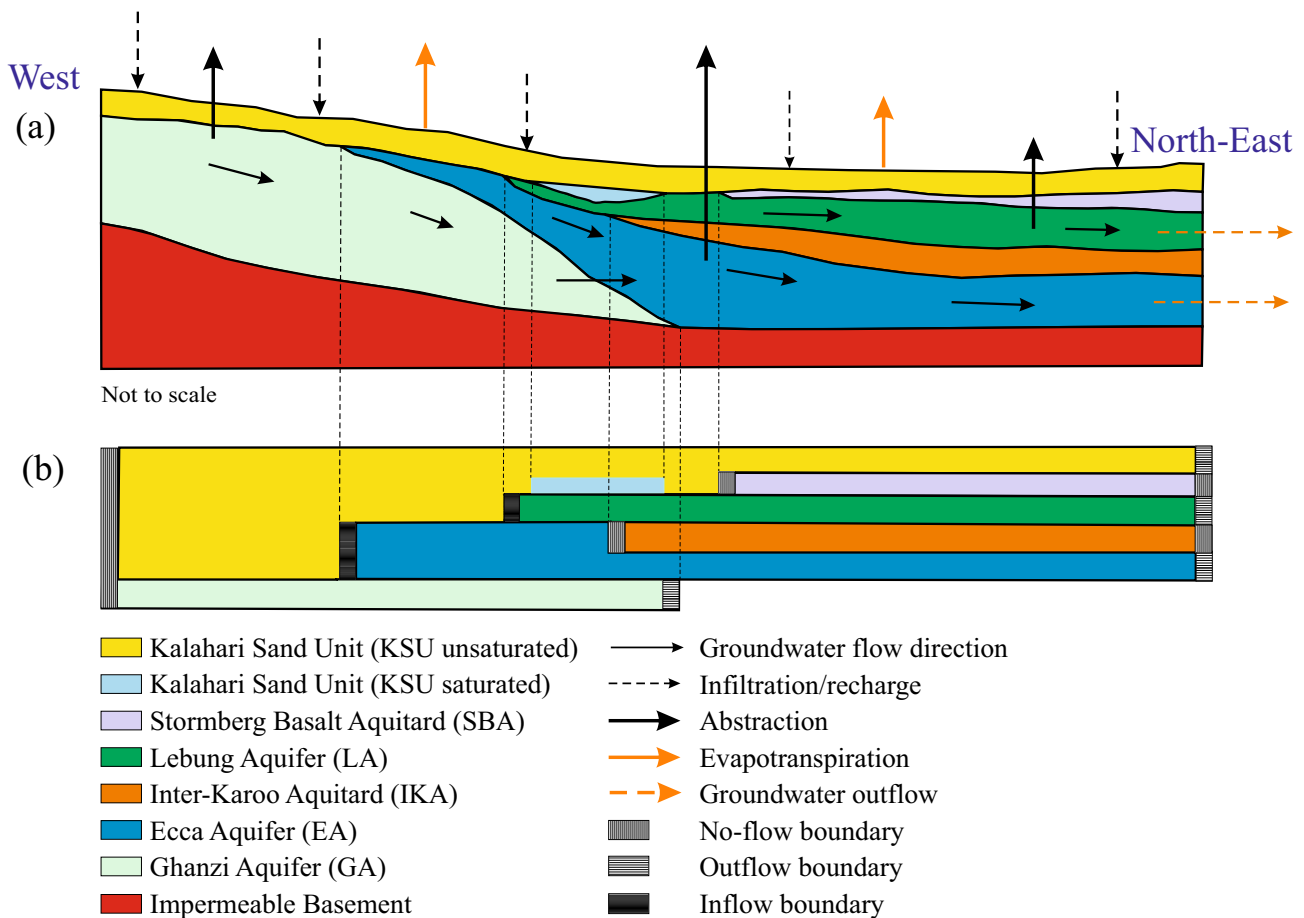 West
(a)
North-East
Not to scale
(b)
Kalahari Sand Unit (KSU unsaturated)
Kalahari Sand Unit (KSU saturated)
Stormberg Basalt Aquitard (SBA)
Lebung Aquifer (LA)
Inter-Karoo Aquitard (IKA)
Ecca Aquifer (EA)
Ghanzi Aquifer (GA)
Impermeable Basement
Groundwater flow direction
Infiltration/recharge
Abstraction
Evapotranspiration
Groundwater outflow
No-flow boundary
Outflow boundary
Inflow boundary